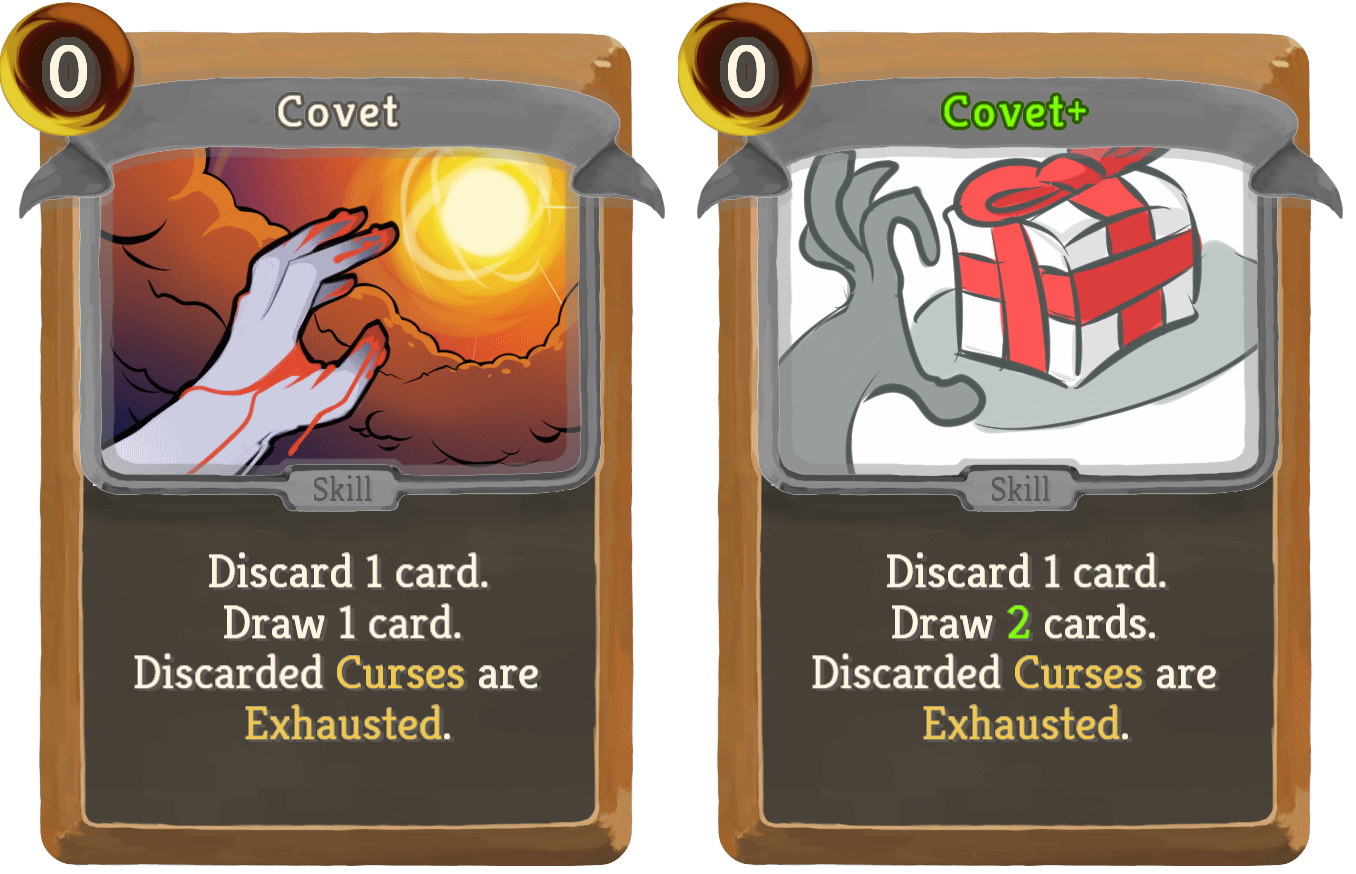 0
Covet
Skill
Discard 1 card.
Draw 1 card.
Discarded Curses are
Exhausted.
0
Covet+
Skill
Discard 1 card.
Draw 2 cards.
Discarded Curses are
Exhausted.